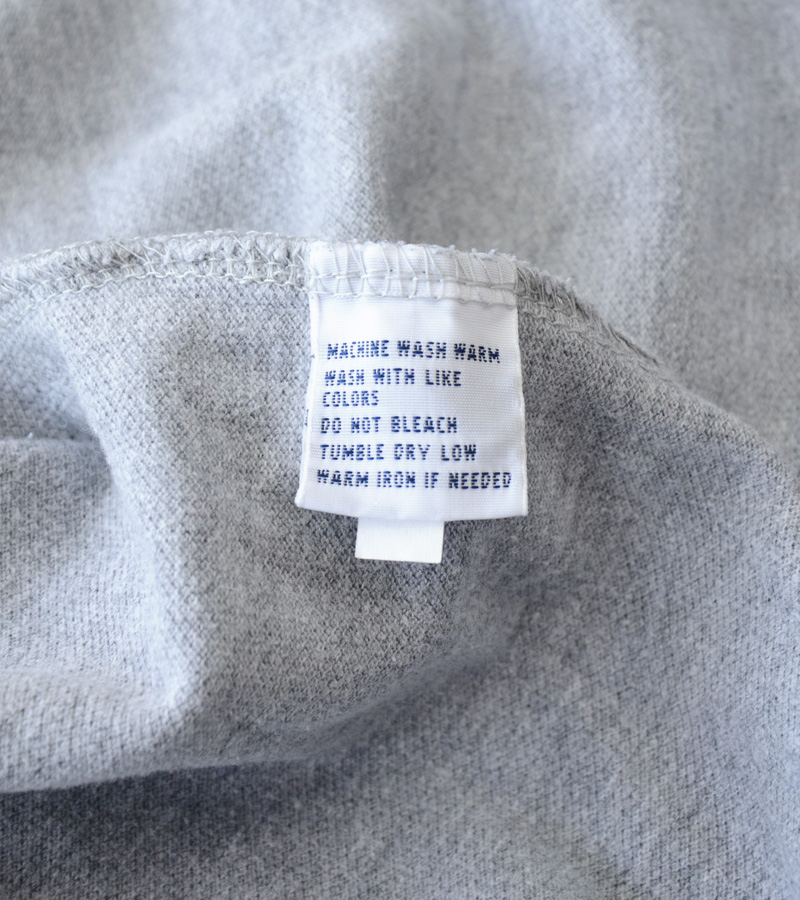 MACHINE WASH WARM
WASH WITH LIKE
COLORS
DO NOT BLEACH
TUMBLE DRY LOW
WARM IRON IF NEEDED